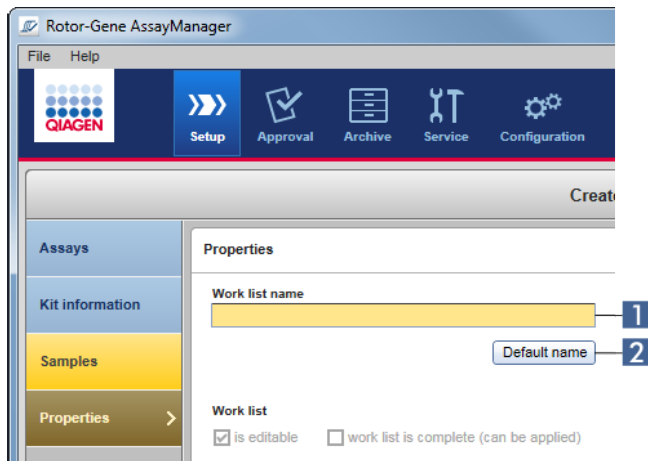 Rotor-Gene AssayManager
File Help
QIAGEN
Setup Approval Archive Service Configuration
Creat
Assays
Properties
Kit information
Work list name
1
Default name 2
Samples
Properties
Work list
is editable work list is complete (can be applied)